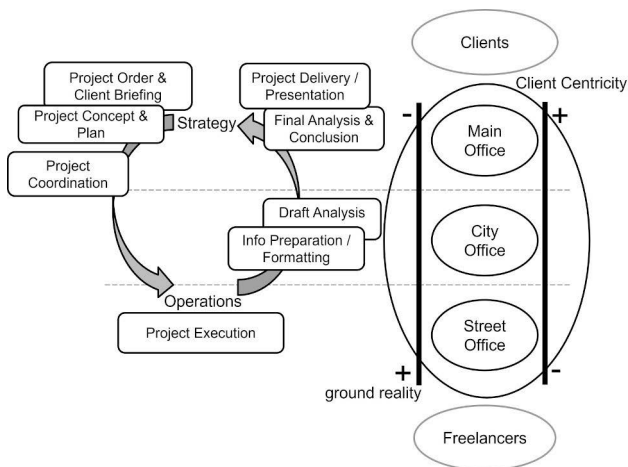 Project Order &
Client Briefing
Project Concept &
Plan
Project
Coordination
Strategy
Project Delivery /
Presentation
Final Analysis &
Conclusion
Draft Analysis
Info Preparation /
Formatting
Operations
Project Execution
Clients
Client Centricity
-
+
Main
Office
City
Office
Street
Office
+
-
ground reality
Freelancers